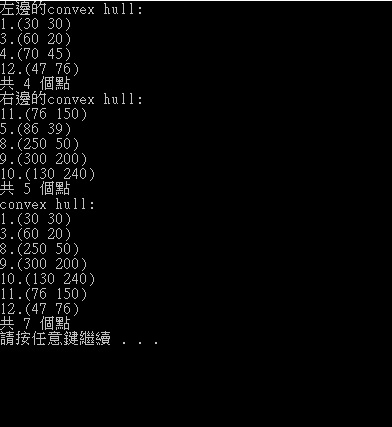 左邊的convex hull:
1.(30 30)
3.(60 20)
4.(70 45)
12.(47 76)
共 4 個點
右邊的convex hull:
11.(76 150)
5.(86 39)
8.(250 50)
9.(300 200)
10.(130 240)
共 5 個點
convex hull:
1.(30 30)
3.(60 20)
8.(250 50)
9.(300 200)
10.(130 240)
11.(76 150)
12.(47 76)
共 7 個點
請按任意鍵繼續 . . .